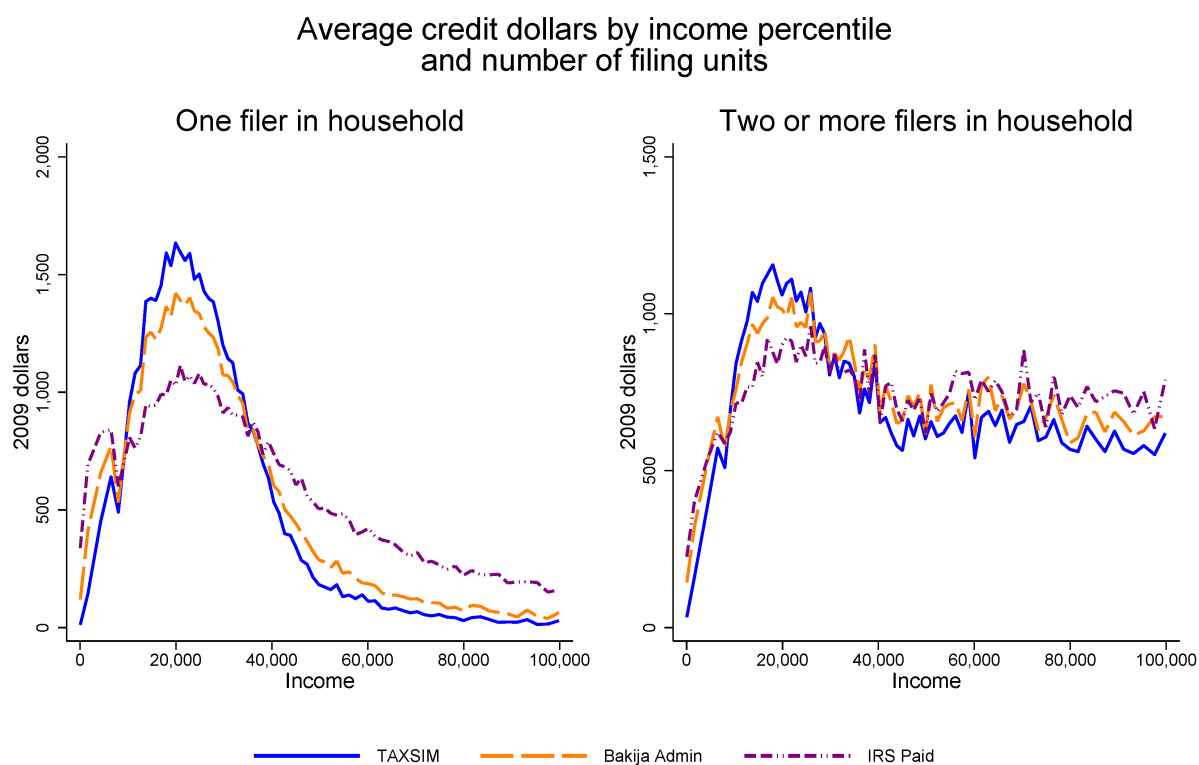 Average credit dollars by income percentile
and number of filing units
One filer in household
2009 dollars
2,000
1,500
1,000
500
0
0 20,000 40,000 60,000 80,000 100,000
Income
Two or more filers in household
2009 dollars
1,500
1,000
500
0
0 20,000 40,000 60,000 80,000 100,000
Income
TAXSIM Bakija Admin IRS Paid